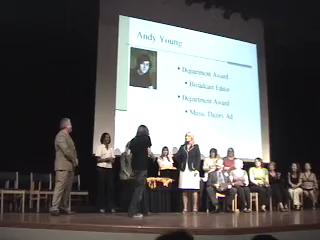 Andy Young
• Department Award
• Broadcast Editor
• Department Award
• Music Theory Ad